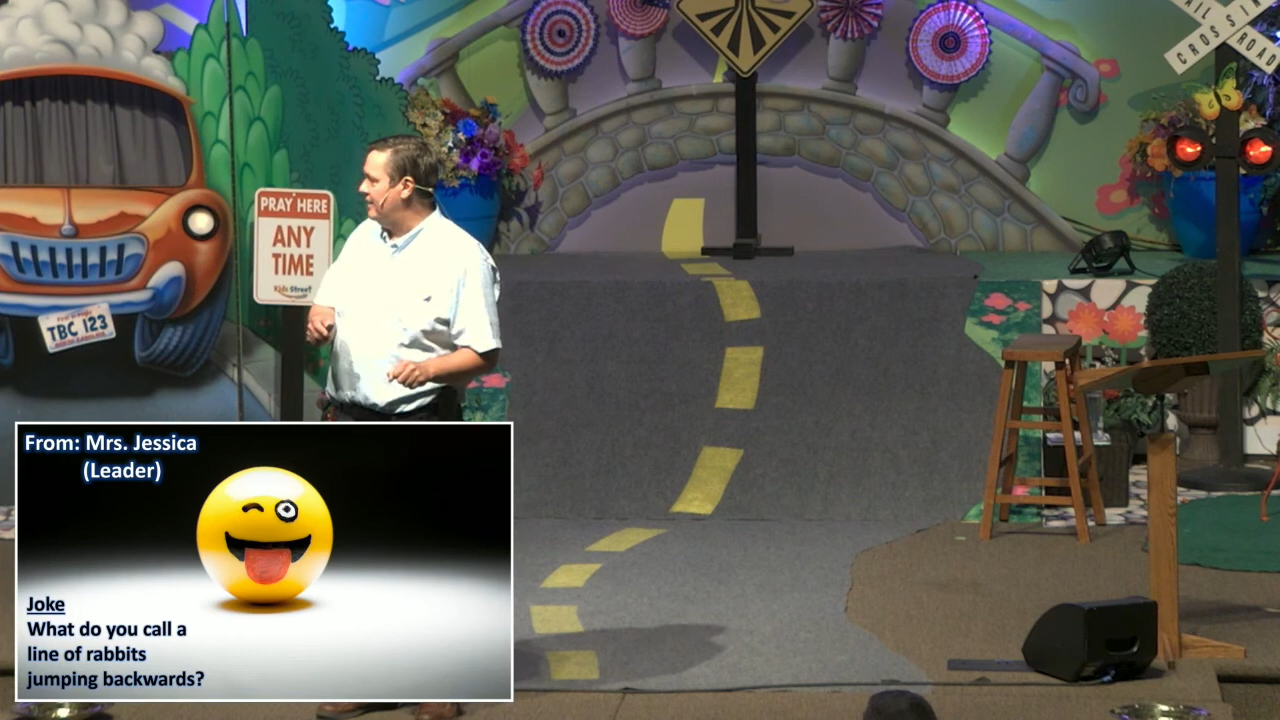 RAIL
CROSSING
ROAD
PRAY HERE
ANY
TIME
Kids Street
TBC 123
From: Mrs. Jessica
(Leader)
Joke
What do you call a
line of rabbits
jumping backwards?